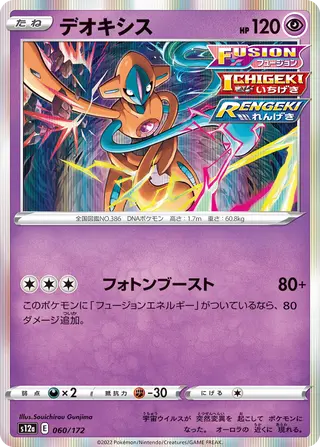 たね
デオキシス
HP 120
FUSION
フュージョン
ICHIGEKI
いちげき
RENGEKI
れんげき
全国図鑑NO.386 DNAポケモン 高さ：1.7m 重さ：60.8kg
フォトンブースト 80+
このポケモンに「フュージョンエネルギー」がついているなら、80
ダメージ追加。
弱点 ×2 抵抗力 -30 にげる
Illus.Souichirou Gunjima
s12a E 060/172
宇宙ウイルスが 突然変異を 起こして 生まれた
ポケモン。オーロラの 近くに 現れる。
©2022 Pokémon/Nintendo/Creatures/GAME FREAK.